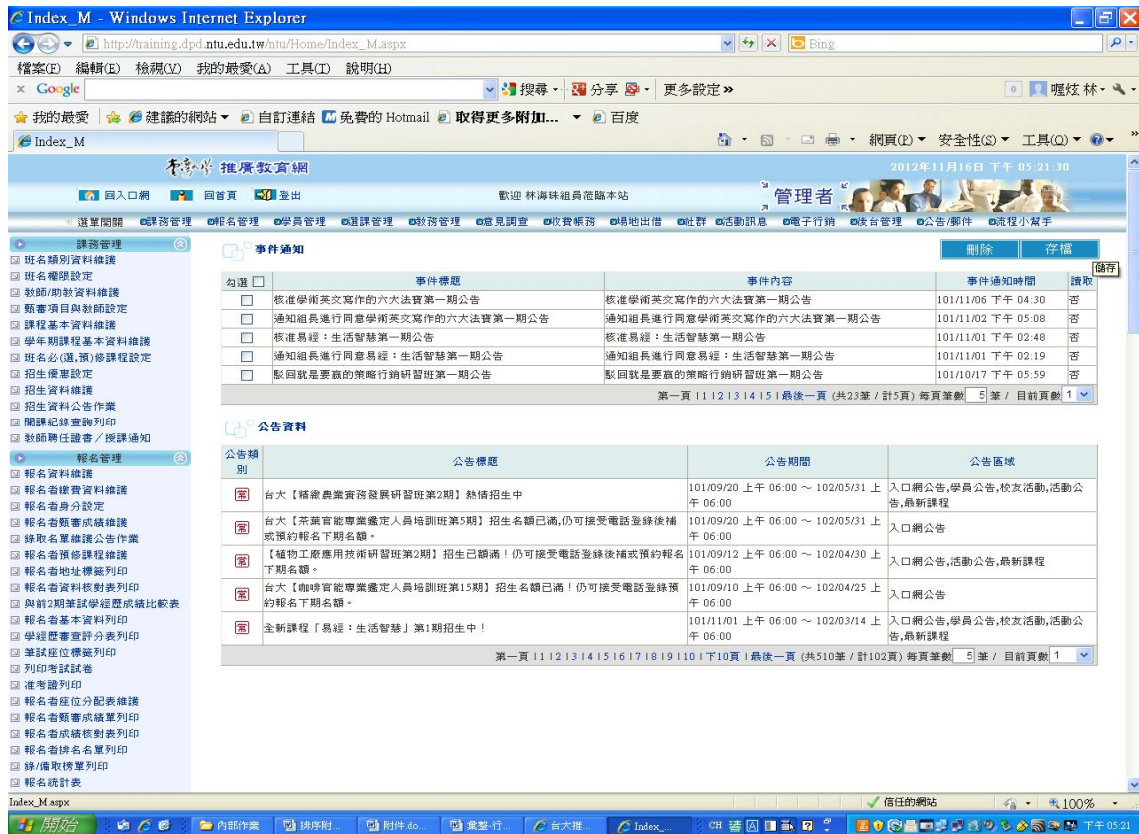 Index_M - Windows Internet Explorer
http://training.dpd.ntu.edu.tw/ntu/Home/Index_M.aspx
Bing
檔案(F) 編輯(E) 檢視(V) 我的最愛(A) 工具(T) 說明(H)
x Google 搜尋 分享 更多設定 » 0 喔炫 林
我的最愛 建議的網站 自訂連結 免費的 Hotmail 取得更多附加... 百度
Index_M 網頁(P) 安全性(S) 工具(O) »
推廣教育網 2012年11月16日 下午 05:21:30
回入口網 回首頁 登出 歡迎 林海珠組員蒞臨本站 管理者
選單開關 課務管理 報名管理 學員管理 選課管理 教務管理 意見調查 收費帳務 場地出借 社群 活動訊息 電子行銷 後台管理 公告/郵件 流程小幫手
課務管理
班名類別資料維護
班名權限設定
教師/助教資料維護
甄審項目與教師設定
課程基本資料維護
學年期課程基本資料維護
班名必(選,預)修課程設定
招生優惠設定
招生資料維護
招生資料公告作業
開課紀錄查詢列印
教師聘任證書／授課通知
報名管理
報名資料維護
報名者繳費資料維護
報名者身分設定
報名者甄審成績維護
錄取名單維護公告作業
報名者預修課程維護
報名者地址標籤列印
報名者資料核對表列印
與前2期筆試學經歷成績比較表
報名者基本資料列印
學經歷審查評分表列印
筆試座位標籤列印
列印考試試卷
准考證列印
報名者座位分配表維護
報名者甄審成績單列印
報名者成績核對表列印
報名者排名名單列印
錄/備取榜單列印
報名統計表
事件通知 刪除 存檔
儲存
勾選 事件標題 事件內容 事件通知時間 讀取
核准學術英文寫作的六大法寶第一期公告 核准學術英文寫作的六大法寶第一期公告 101/11/06 下午 04:30 否
通知組長進行同意學術英文寫作的六大法寶第一期公告 通知組長進行同意學術英文寫作的六大法寶第一期公告 101/11/02 下午 05:08 否
核准易經：生活智慧第一期公告 核准易經：生活智慧第一期公告 101/11/01 下午 02:48 否
通知組長進行同意易經：生活智慧第一期公告 通知組長進行同意易經：生活智慧第一期公告 101/11/01 下午 02:19 否
駁回就是要贏的策略行銷研習班第一期公告 駁回就是要贏的策略行銷研習班第一期公告 101/10/17 下午 05:59 否
第一頁 | 1 | 2 | 3 | 4 | 5 | 最後一頁 (共23筆 / 計5頁) 每頁筆數 5 筆 / 目前頁數 1
公告資料
公告類別 公告標題 公告期間 公告區域
常 台大【精緻農業實務發展研習班第2期】熱情招生中 101/09/20 上午 06:00 ～ 102/05/31 上午 06:00 入口網公告,學員公告,校友活動,活動公告,最新課程
常 台大【茶葉官能專業鑑定人員培訓班第5期】招生名額已滿,仍可接受電話登錄後補或預約報名下期名額。 101/09/20 上午 06:00 ～ 102/05/31 上午 06:00 入口網公告
常 【植物工廠應用技術研習班第2期】招生已額滿！仍可接受電話登錄後補或預約報名下期名額。 101/09/12 上午 06:00 ～ 102/04/30 上午 06:00 入口網公告,活動公告,最新課程
常 台大【咖啡官能專業鑑定人員培訓班第15期】招生名額已滿！仍可接受電話登錄預約報名下期名額。 101/09/10 上午 06:00 ～ 102/04/25 上午 06:00 入口網公告
常 全新課程「易經：生活智慧」第1期招生中！ 101/11/01 上午 06:00 ～ 102/03/14 上午 06:00 入口網公告,學員公告,校友活動,活動公告,最新課程
第一頁 | 1 | 2 | 3 | 4 | 5 | 6 | 7 | 8 | 9 | 10 | 下10頁 | 最後一頁 (共510筆 / 計102頁) 每頁筆數 5 筆 / 目前頁數 1
Index_M.aspx 信任的網站 100%
開始 內部作業 排序附... 附件.do... 彙整-行... 台大推... Index_... CH 下午 05:21